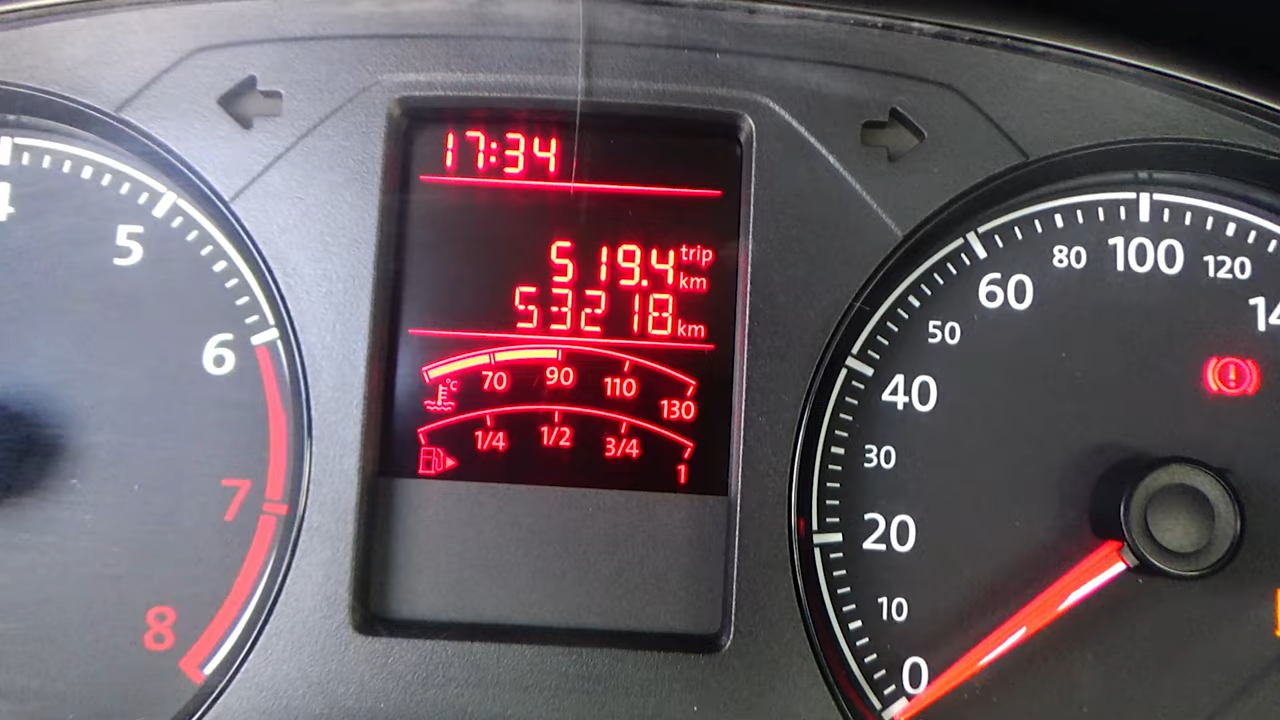 17:34
519.4 trip km
53218 km
°C 70 90 110 130
1/4 1/2 3/4 1
4 5 6 7 8
0 10 20 30 40 50 60 80 100 120